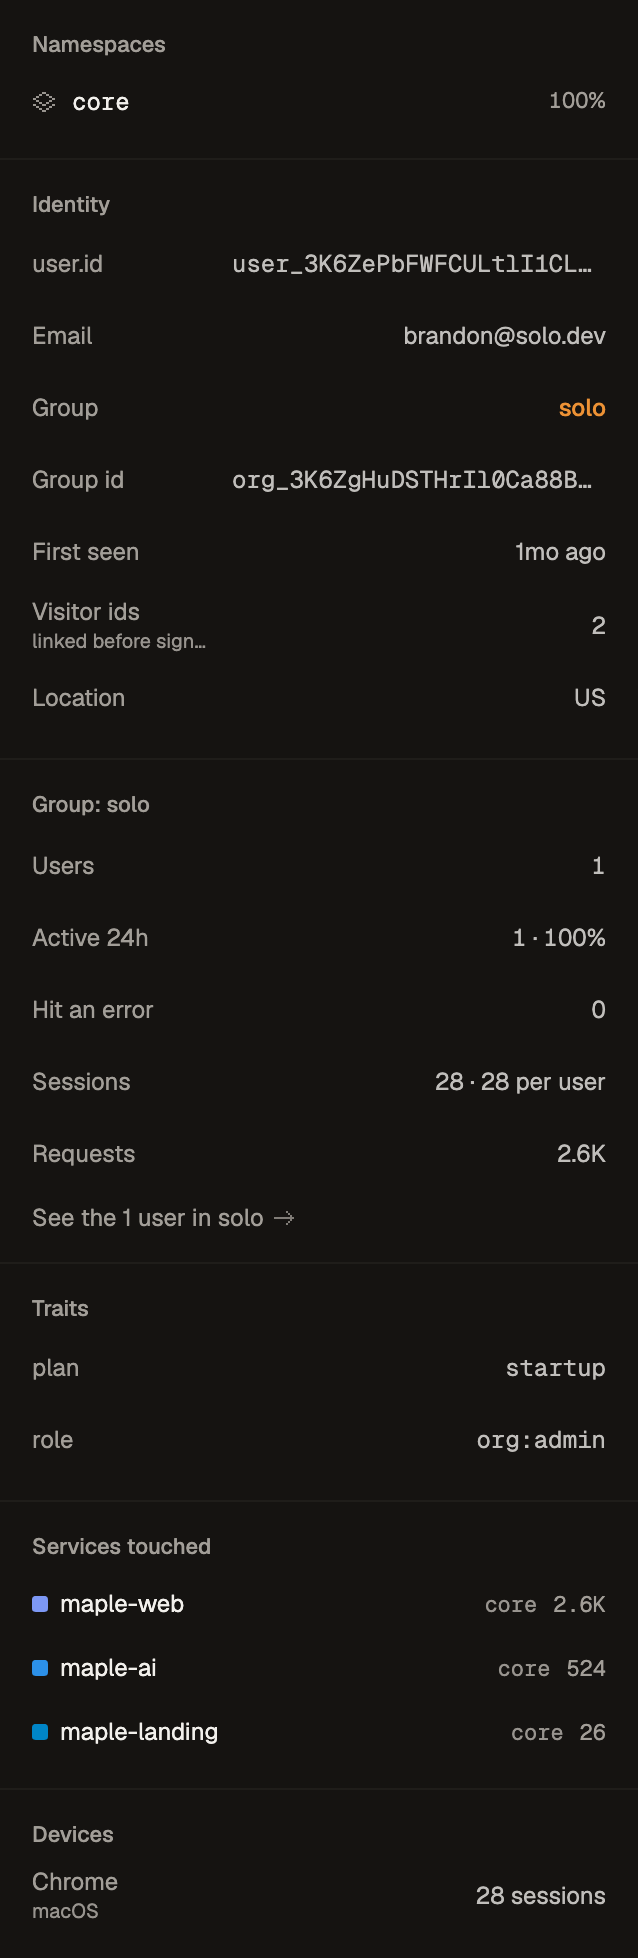 Namespaces
core 100%
Identity
user.id user_3K6ZePbFWFCULtlI1CL…
Email brandon@solo.dev
Group solo
Group id org_3K6ZgHuDSTHrIl0Ca88B…
First seen 1mo ago
Visitor ids 2
linked before sign…
Location US
Group: solo
Users 1
Active 24h 1 · 100%
Hit an error 0
Sessions 28 · 28 per user
Requests 2.6K
See the 1 user in solo →
Traits
plan startup
role org:admin
Services touched
maple-web core 2.6K
maple-ai core 524
maple-landing core 26
Devices
Chrome 28 sessions
macOS